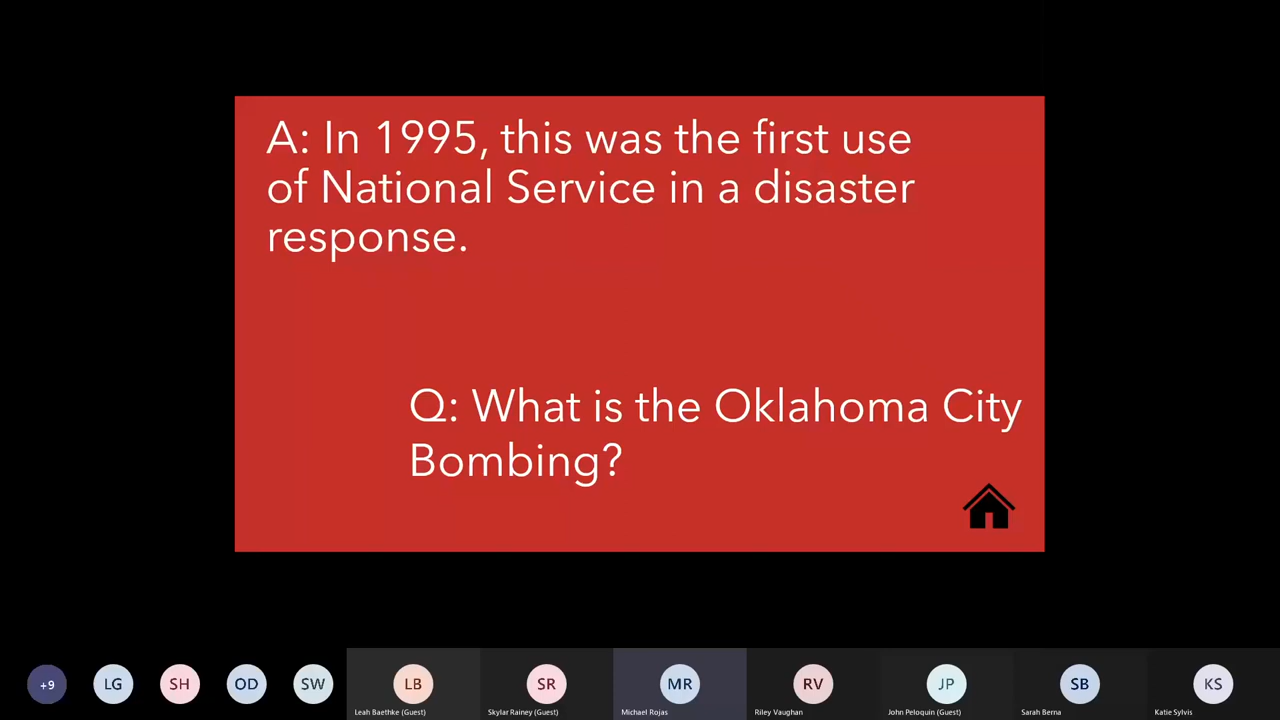 A: In 1995, this was the first use
of National Service in a disaster
response.
Q: What is the Oklahoma City
Bombing?
+9
LG
SH
OD
SW
LB
SR
MR
RV
JP
SB
KS
Leah Baethke (Guest)
Skylar Rainey (Guest)
Michael Rojas
Riley Vaughan
John Peloquin (Guest)
Sarah Berna
Katie Sylvis